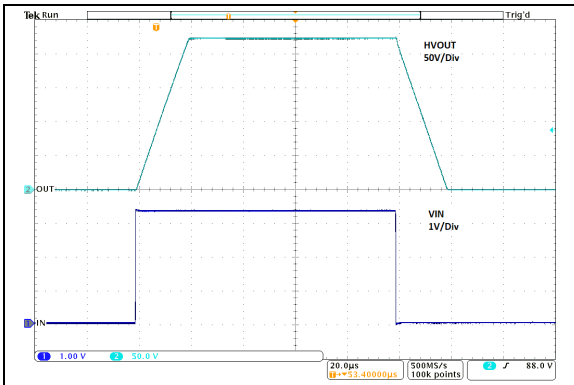 Tek Run Trig'd
T
T
HVOUT
50V/Div
2 OUT
VIN
1V/Div
1 IN
1 1.00 V 2 50.0 V
20.0µs 500MS/s 2 88.0 V
T→▼53.40000µs 100k points